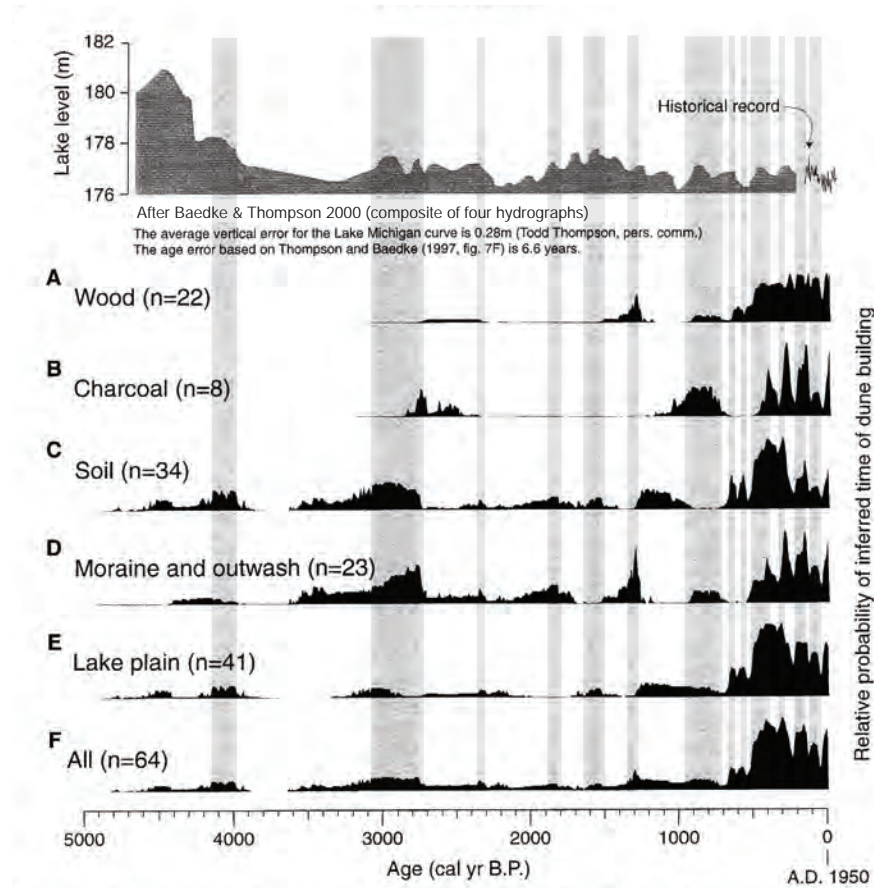 182
180
178
176
Lake level (m)
Historical record
After Baedke & Thompson 2000 (composite of four hydrographs)
The average vertical error for the Lake Michigan curve is 0.28m (Todd Thompson, pers. comm.)
The age error based on Thompson and Baedke (1997, fig. 7F) is 6.6 years.
A
Wood (n=22)
B
Charcoal (n=8)
C
Soil (n=34)
D
Moraine and outwash (n=23)
E
Lake plain (n=41)
F
All (n=64)
Relative probability of inferred time of dune building
5000 4000 3000 2000 1000 0
Age (cal yr B.P.)
A.D. 1950